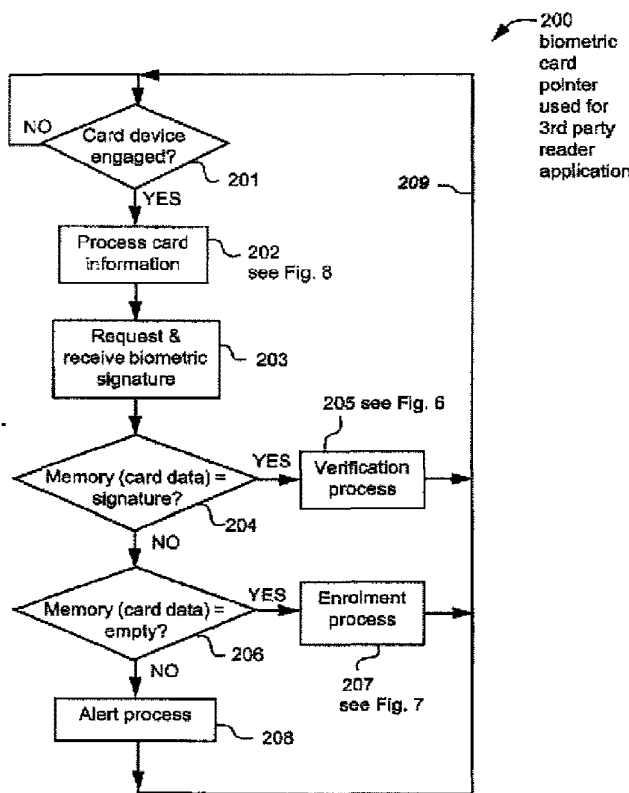 200
biometric
card
pointer
used for
3rd party
reader
application
NO
Card device
engaged?
201
209
YES
Process card
information
202
see Fig. 8
Request &
receive biometric
signature
203
205 see Fig. 6
Memory (card data) =
signature?
YES
Verification
process
204
NO
Memory (card data) =
empty?
YES
Enrolment
process
206
NO
207
see Fig. 7
Alert process
208